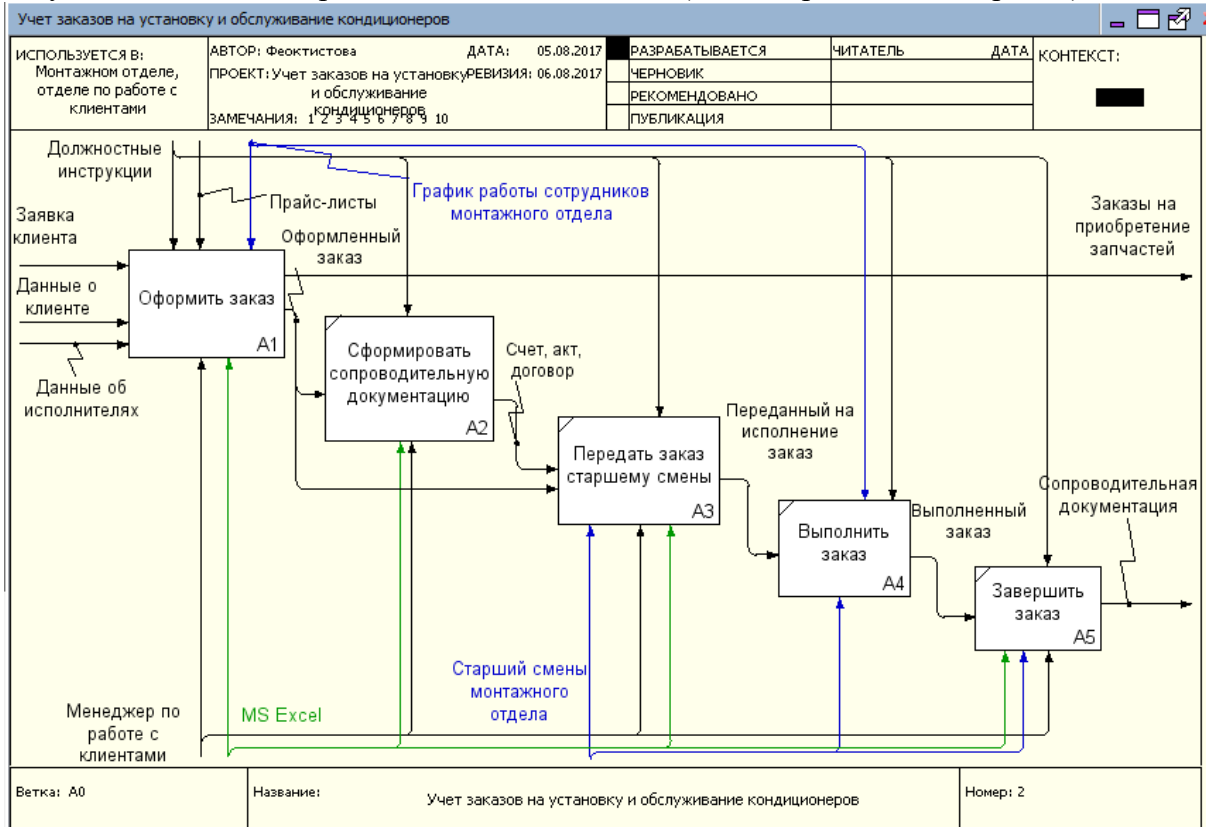 Учет заказов на установку и обслуживание кондиционеров
ИСПОЛЬЗУЕТСЯ В:
Монтажном отделе,
отделе по работе с
клиентами
АВТОР: Феоктистова
ДАТА: 05.08.2017
ПРОЕКТ: Учет заказов на установку
и обслуживание
кондиционеров
РЕВИЗИЯ: 06.08.2017
ЗАМЕЧАНИЯ: 1 2 3 4 5 6 7 8 9 10
РАЗРАБАТЫВАЕТСЯ
ЧЕРНОВИК
РЕКОМЕНДОВАНО
ПУБЛИКАЦИЯ
ЧИТАТЕЛЬ
ДАТА
КОНТЕКСТ:
Должностные
инструкции
Прайс-листы
График работы сотрудников
монтажного отдела
Заявка
клиента
Оформленный
заказ
Заказы на
приобретение
запчастей
Данные о
клиенте
Оформить заказ
A1
Данные об
исполнителях
Сформировать
сопроводительную
документацию
A2
Счет, акт,
договор
Передать заказ
старшему смены
A3
Переданный на
исполнение
заказ
Выполнить
заказ
A4
Выполненный
заказ
Сопроводительная
документация
Завершить
заказ
A5
Старший смены
монтажного
отдела
MS Excel
Менеджер по
работе с
клиентами
Ветка: A0
Название:
Учет заказов на установку и обслуживание кондиционеров
Номер: 2